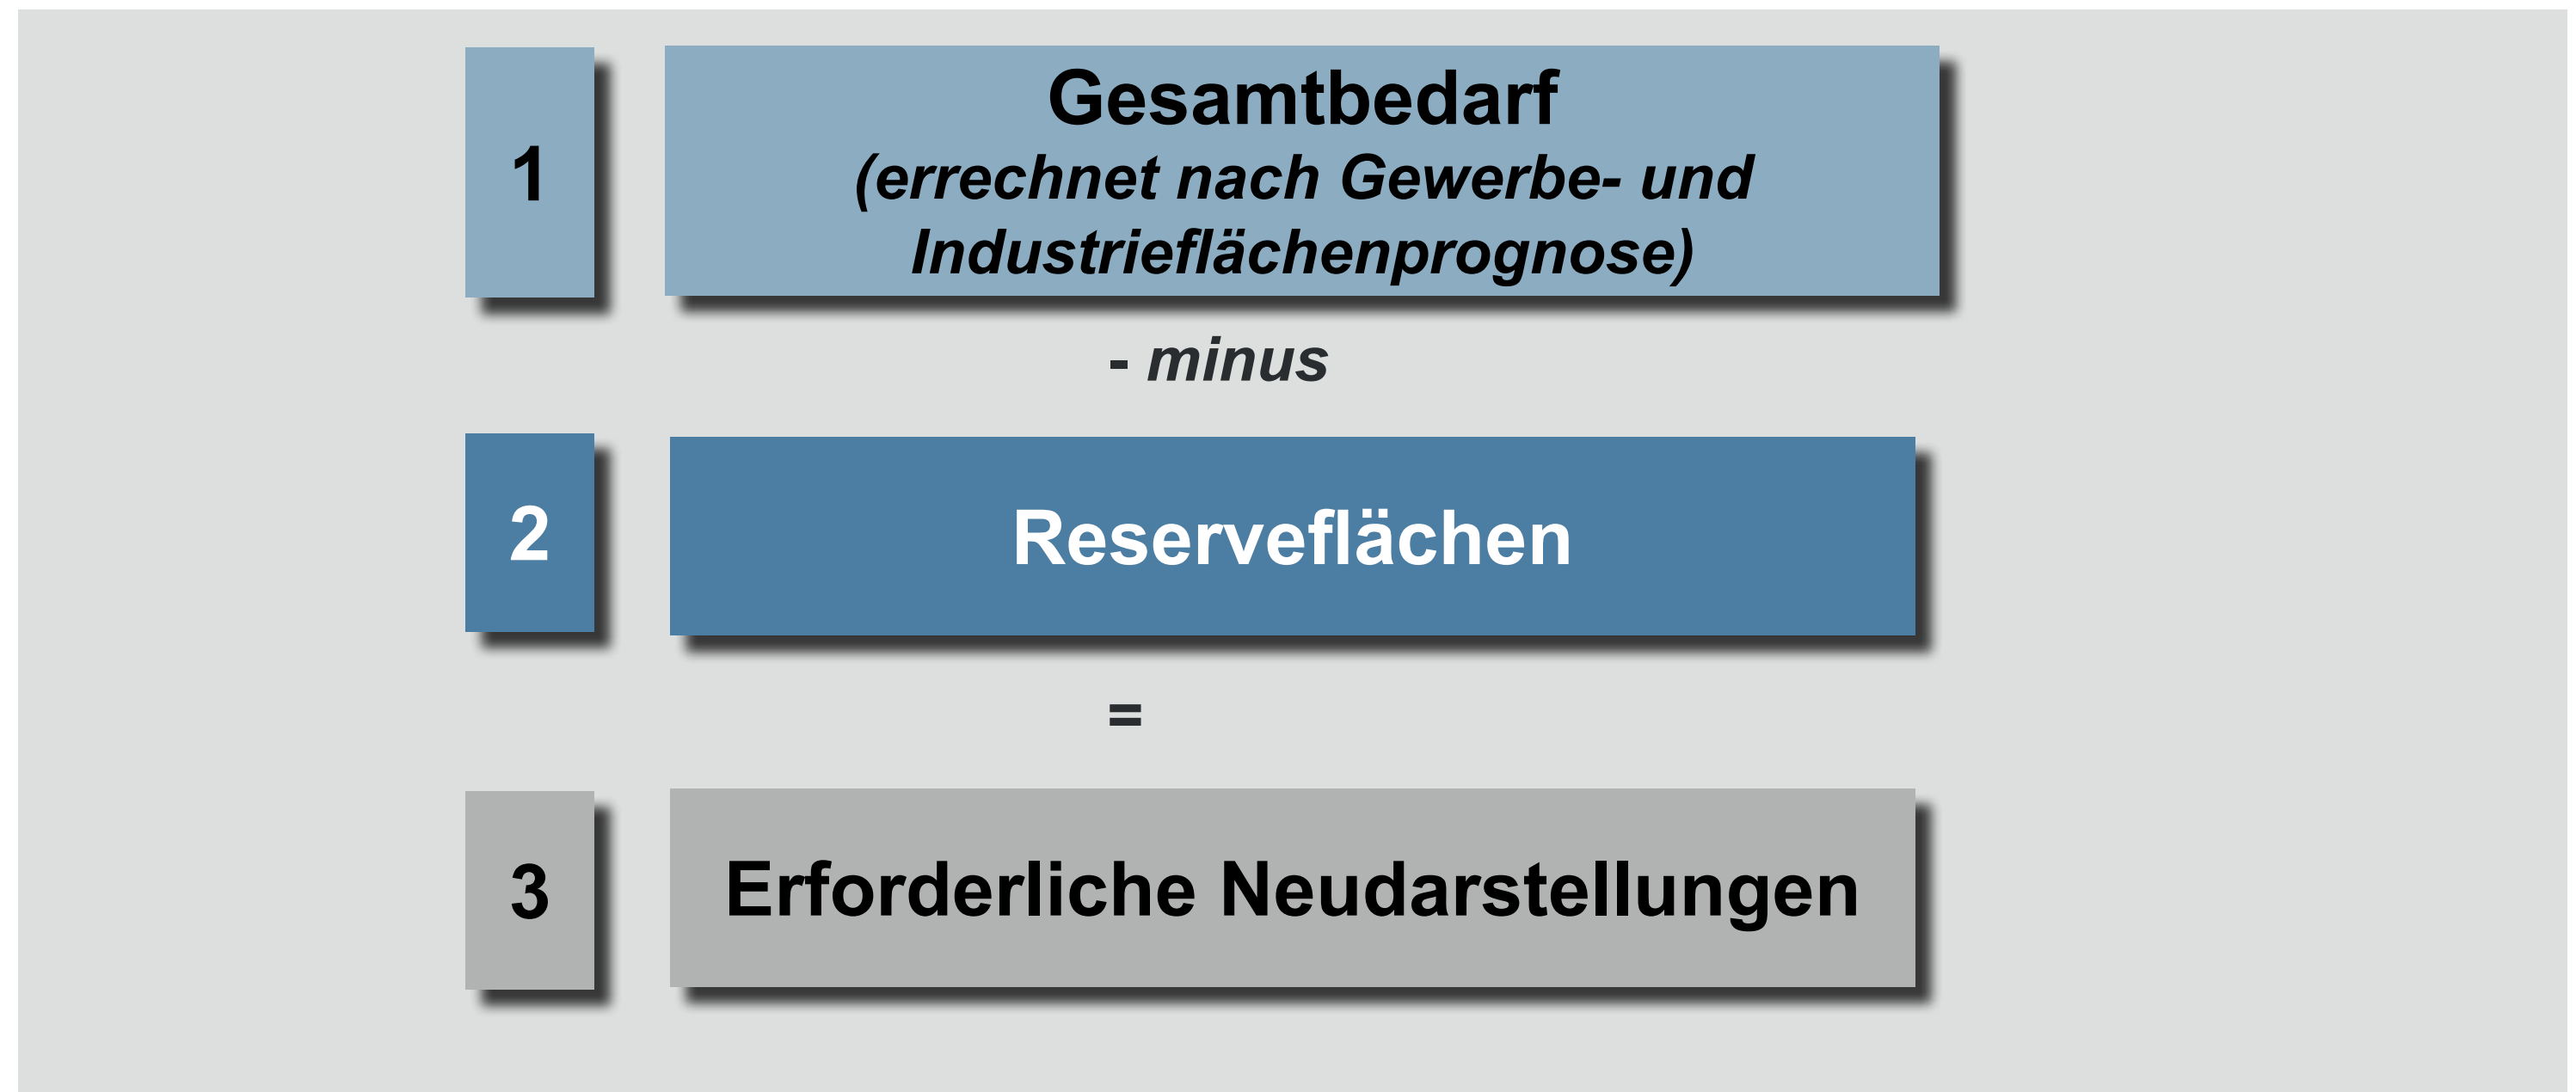 1
Gesamtbedarf
(errechnet nach Gewerbe- und
Industrieflächenprognose)
- minus
2
Reserveflächen
=
3
Erforderliche Neudarstellungen